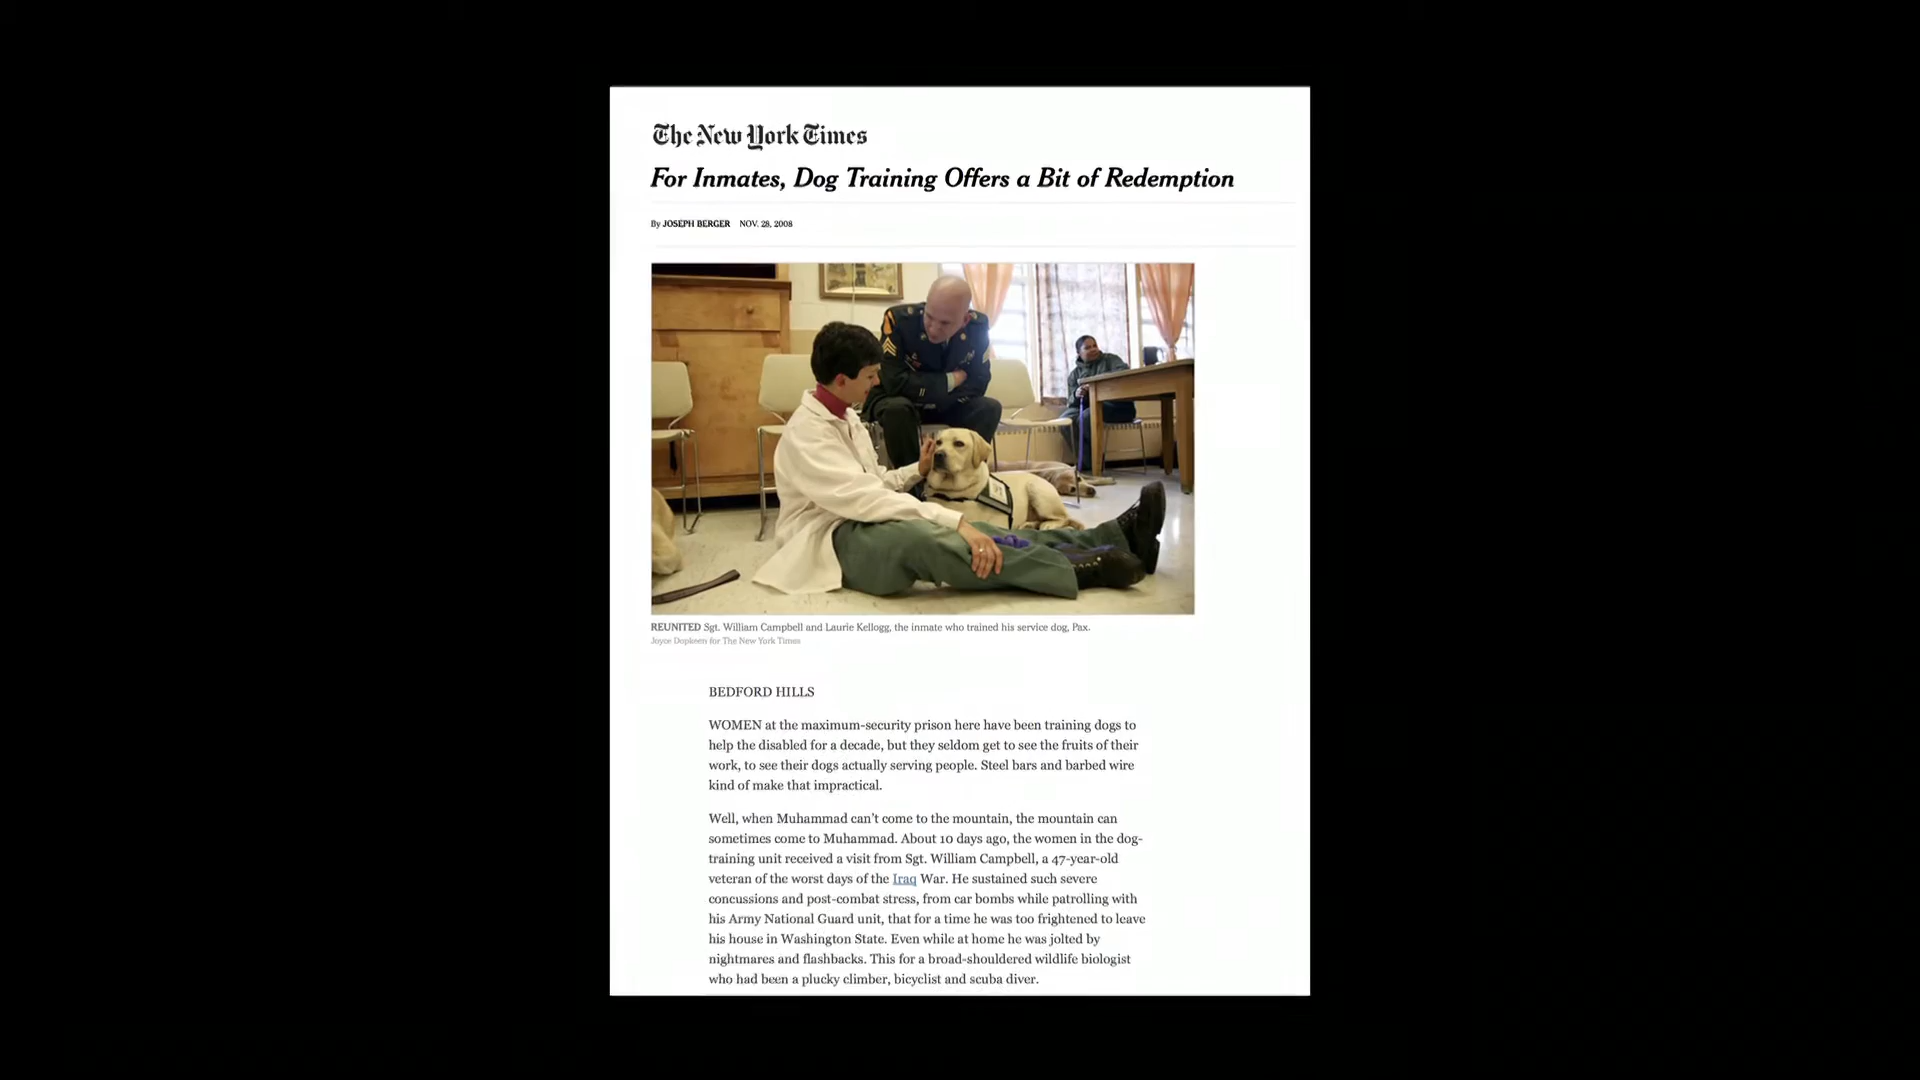 The New York Times
For Inmates, Dog Training Offers a Bit of Redemption
By JOSEPH BERGER NOV. 28, 2008
REUNITED Sgt. William Campbell and Laurie Kellogg, the inmate who trained his service dog, Pax.
Joyce Dopkeen for The New York Times
BEDFORD HILLS
WOMEN at the maximum-security prison here have been training dogs to
help the disabled for a decade, but they seldom get to see the fruits of their
work, to see their dogs actually serving people. Steel bars and barbed wire
kind of make that impractical.
Well, when Muhammad can’t come to the mountain, the mountain can
sometimes come to Muhammad. About 10 days ago, the women in the dog-
training unit received a visit from Sgt. William Campbell, a 47-year-old
veteran of the worst days of the Iraq War. He sustained such severe
concussions and post-combat stress, from car bombs while patrolling with
his Army National Guard unit, that for a time he was too frightened to leave
his house in Washington State. Even while at home he was jolted by
nightmares and flashbacks. This for a broad-shouldered wildlife biologist
who had been a plucky climber, bicyclist and scuba diver.